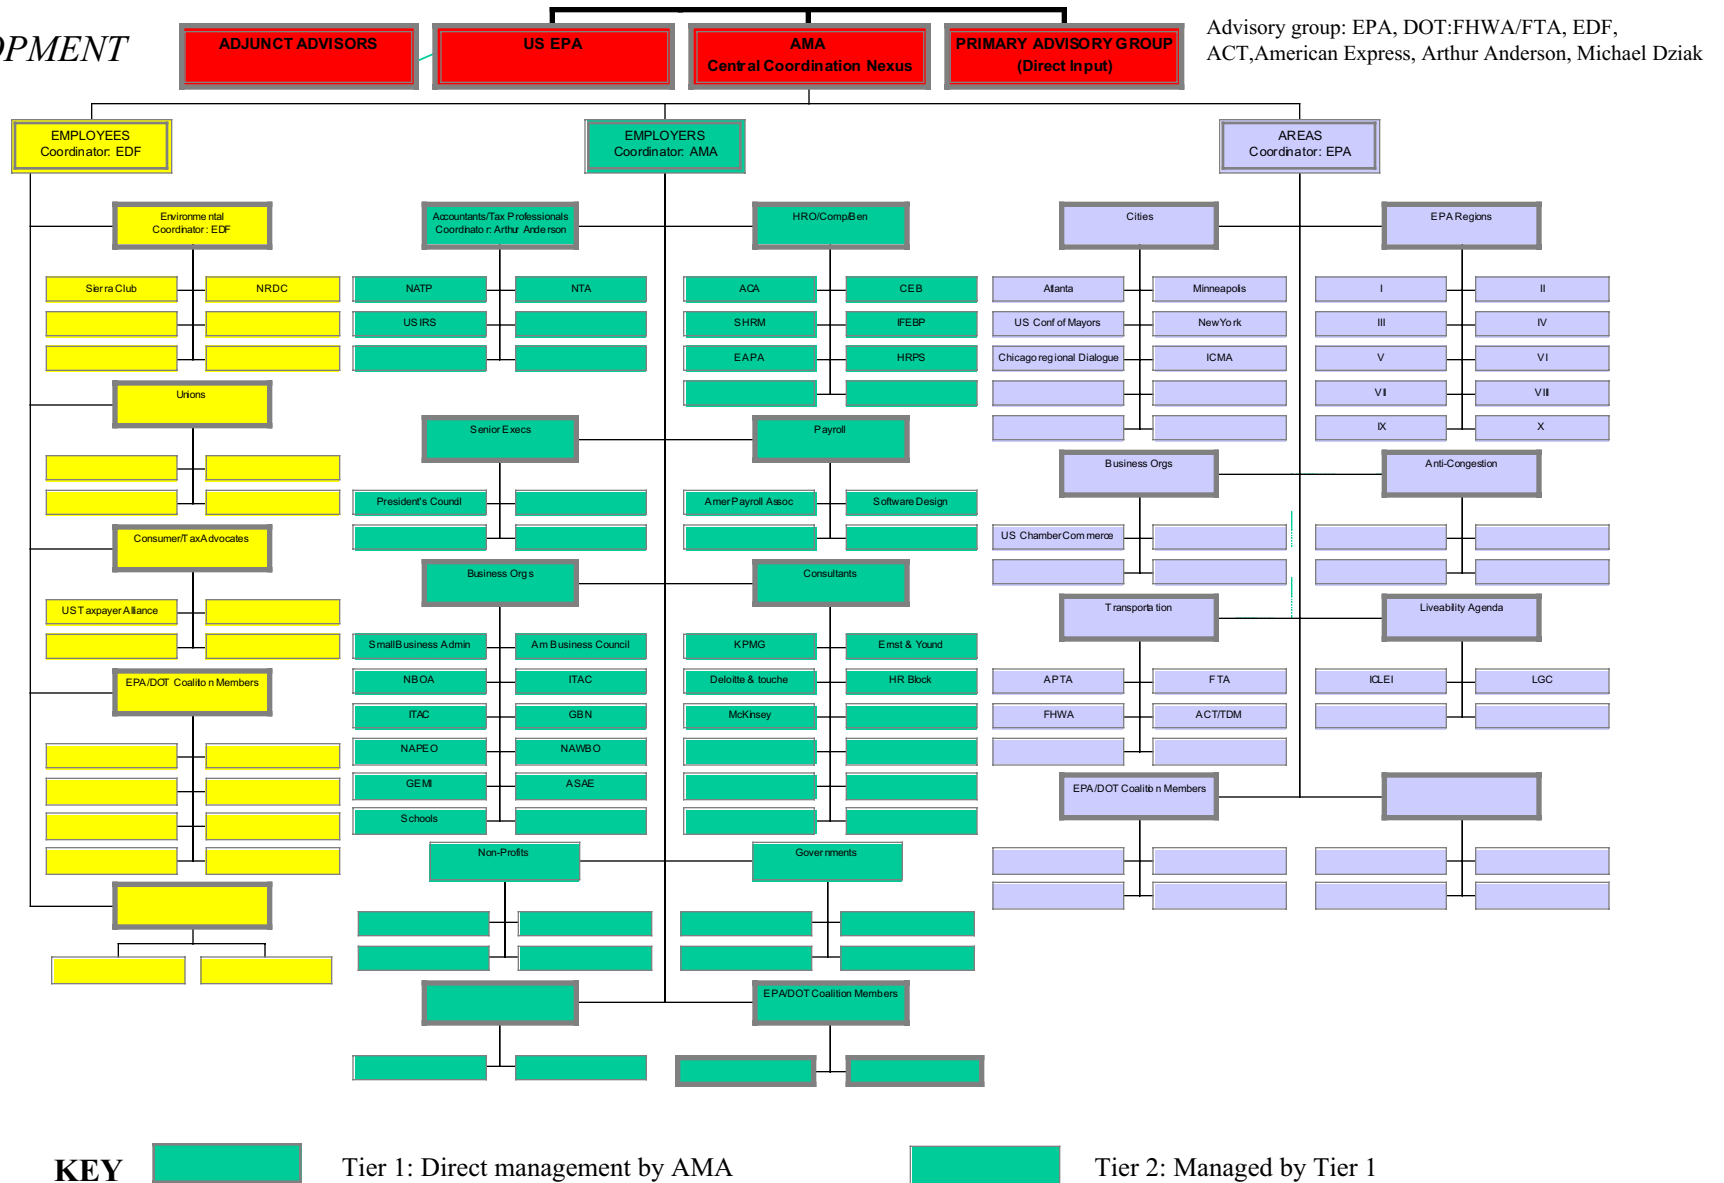 OPMENT
ADJUNCT ADVISORS
US EPA
AMA
Central Coordination Nexus
PRIMARY ADVISORY GROUP
(Direct Input)
Advisory group: EPA, DOT:FHWA/FTA, EDF,
ACT,American Express, Arthur Anderson, Michael Dziak
EMPLOYEES
Coordinator: EDF
EMPLOYERS
Coordinator: AMA
AREAS
Coordinator: EPA
Environmental
Coordinator: EDF
Sierra Club
NRDC
Unions
Consumer/TaxAdvocates
US Taxpayer Alliance
EPA/DOT Coalition Members
Accountants/Tax Professionals
Coordinator: Arthur Anderson
NATP
NTA
US IRS
HRO/Comp/Ben
ACA
CEB
SHRM
IFEBP
EAPA
HRPS
Senior Execs
President's Council
Payroll
Amer Payroll Assoc
Software Design
Business Orgs
Small Business Admin
Am Business Council
NBOA
ITAC
ITAC
GBN
NAPEO
NAWBO
GEMI
ASAE
Schools
Consultants
KPMG
Ernst & Yound
Deloitte & touche
HR Block
McKinsey
Non-Profits
Governments
EPA/DOT Coalition Members
Cities
Atlanta
Minneapolis
US Conf of Mayors
New York
Chicago regional Dialogue
ICMA
EPA Regions
I
II
III
IV
V
VI
VII
VIII
IX
X
Business Orgs
US Chamber Commerce
Anti-Congestion
Transportation
APTA
FTA
FHWA
ACT/TDM
Liveability Agenda
ICLEI
LGC
EPA/DOT Coalition Members
KEY
Tier 1: Direct management by AMA
Tier 2: Managed by Tier 1